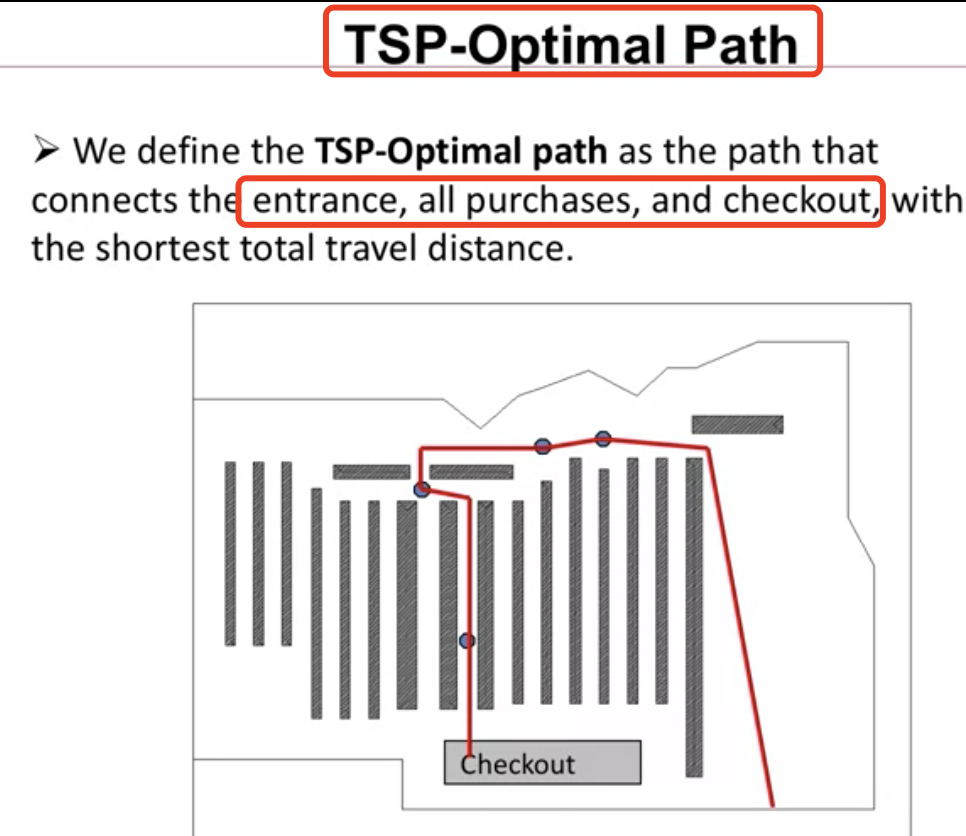 TSP-Optimal Path
➢ We define the TSP-Optimal path as the path that
connects the entrance, all purchases, and checkout, with
the shortest total travel distance.
Checkout